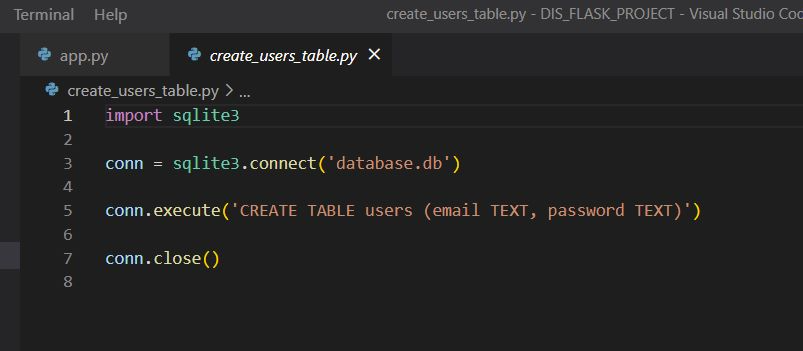 Terminal Help create_users_table.py - DIS_FLASK_PROJECT - Visual Studio Coo
app.py create_users_table.py ×
create_users_table.py > ...
1 import sqlite3
2
3 conn = sqlite3.connect('database.db')
4
5 conn.execute('CREATE TABLE users (email TEXT, password TEXT)')
6
7 conn.close()
8